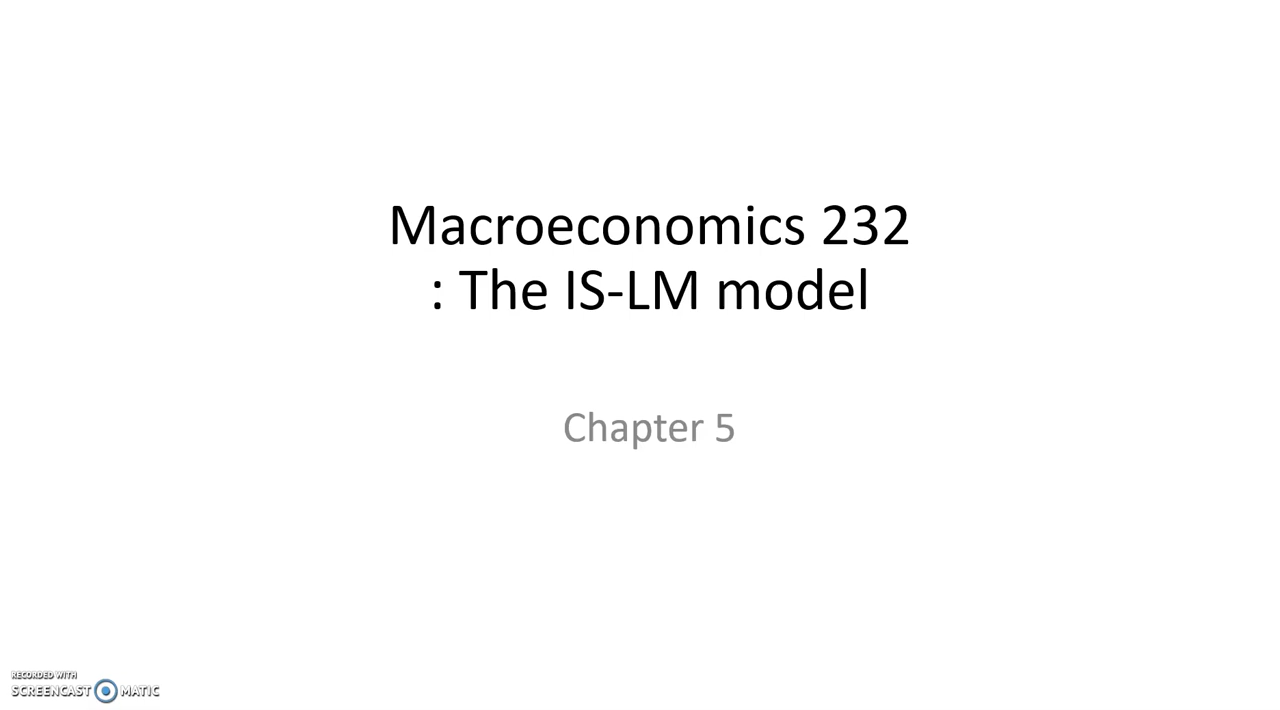 Macroeconomics 232
: The IS-LM model
Chapter 5
RECORDED WITH
SCREENCAST MATIC